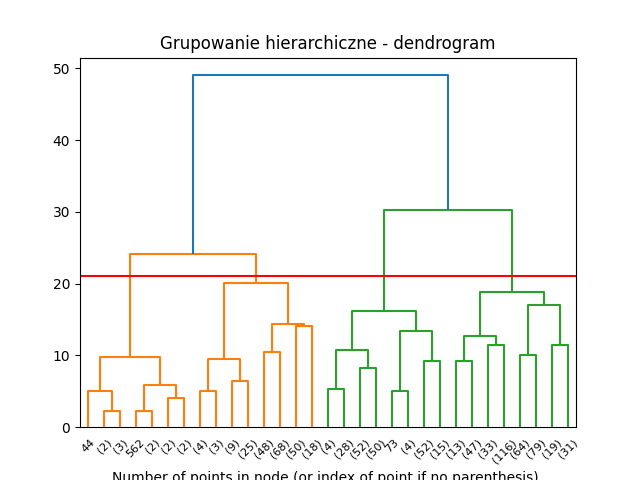 Grupowanie hierarchiczne - dendrogram
50
40
30
20
10
0
44 (2) (3) 562 (2) (2) (2) (4) (3) (9) (25) (48) (68) (50) (18) (4) (28) (52) (50) 73 (4) (52) (15) (13) (47) (33) (116) (64) (79) (19) (31)
Number of points in node (or index of point if no parenthesis)